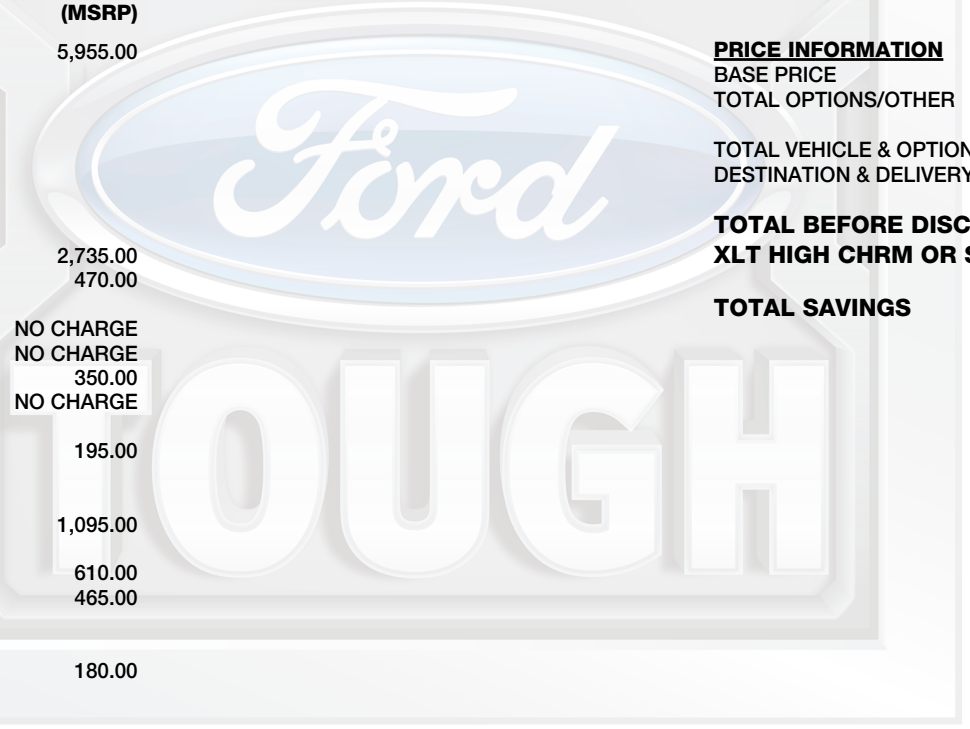 (MSRP)
5,955.00
2,735.00
470.00
NO CHARGE
NO CHARGE
350.00
NO CHARGE
195.00
1,095.00
610.00
465.00
180.00
PRICE INFORMATION
BASE PRICE
TOTAL OPTIONS/OTHER
TOTAL VEHICLE & OPTION
DESTINATION & DELIVERY
TOTAL BEFORE DISC
XLT HIGH CHRM OR S
TOTAL SAVINGS
Ford
TOUGH